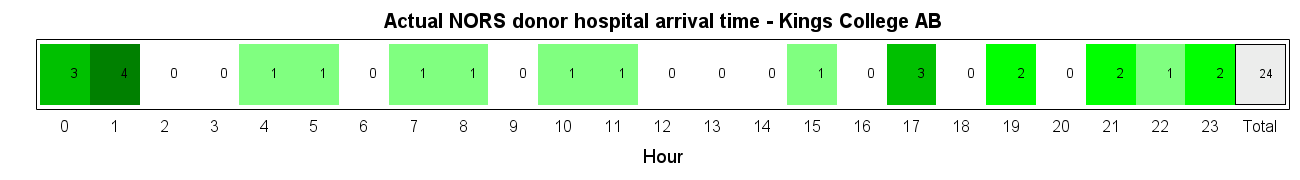 Actual NORS donor hospital arrival time - Kings College AB
3 4 0 0 1 1 0 1 1 0 1 1 0 0 0 1 0 3 0 2 0 2 1 2 24
0 1 2 3 4 5 6 7 8 9 10 11 12 13 14 15 16 17 18 19 20 21 22 23 Total
Hour